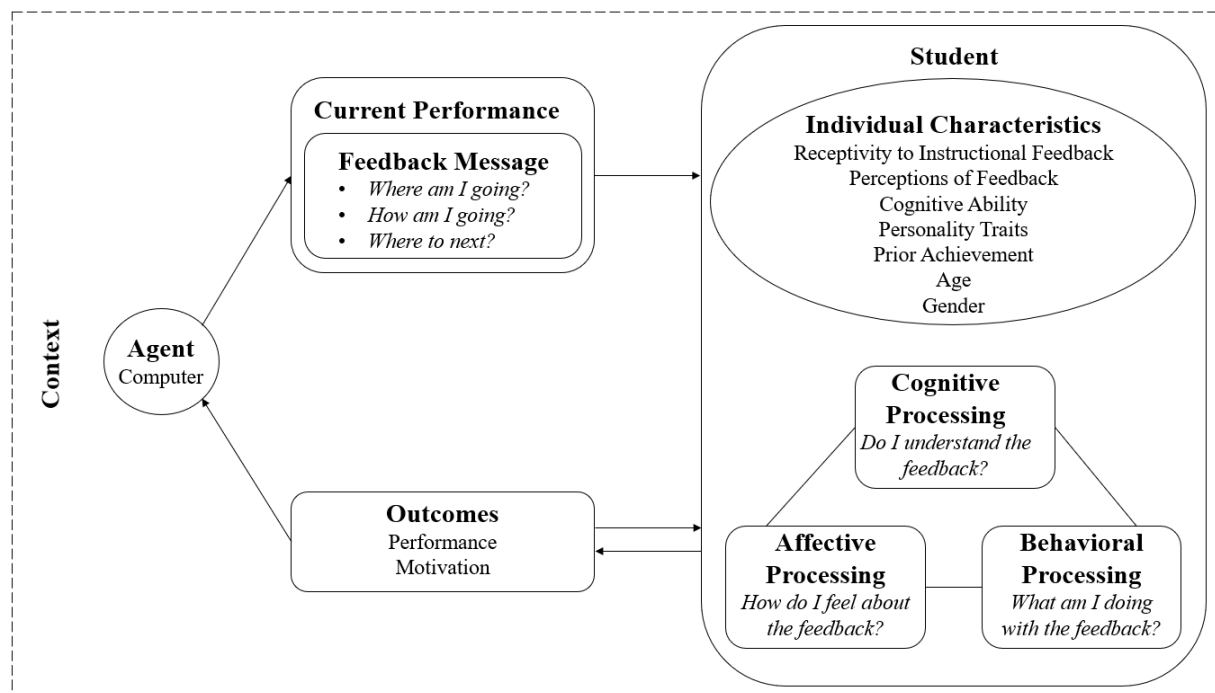 Context
Agent
Computer
Current Performance
Feedback Message
• Where am I going?
• How am I going?
• Where to next?
Outcomes
Performance
Motivation
Student
Individual Characteristics
Receptivity to Instructional Feedback
Perceptions of Feedback
Cognitive Ability
Personality Traits
Prior Achievement
Age
Gender
Cognitive
Processing
Do I understand the
feedback?
Affective
Processing
How do I feel about
the feedback?
Behavioral
Processing
What am I doing
with the feedback?